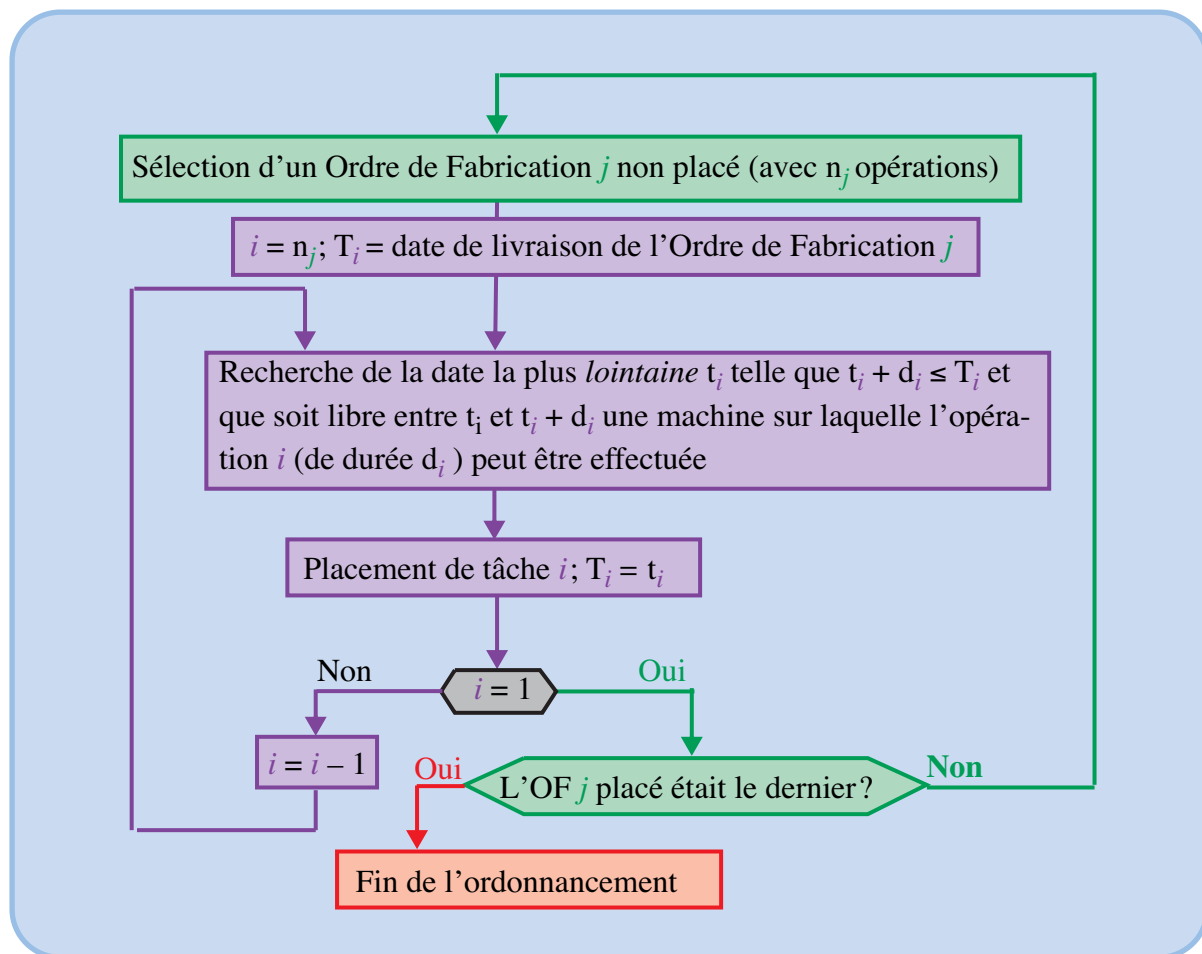 Sélection d’un Ordre de Fabrication j non placé (avec nj opérations)
i = nj; Ti = date de livraison de l’Ordre de Fabrication j
Recherche de la date la plus lointaine ti telle que ti + di ≤ Ti et
que soit libre entre ti et ti + di une machine sur laquelle l’opéra-
tion i (de durée di ) peut être effectuée
Placement de tâche i; Ti = ti
Non
i = 1
Oui
i = i – 1
Oui
L’OF j placé était le dernier?
Non
Fin de l’ordonnancement